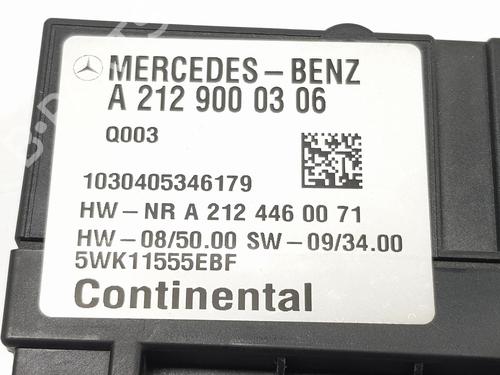 MERCEDES-BENZ
A 212 900 03 06
Q003
1030405346179
HW-NR A 212 446 00 71
HW-08/50.00 SW-09/34.00
5WK11555EBF
Continental